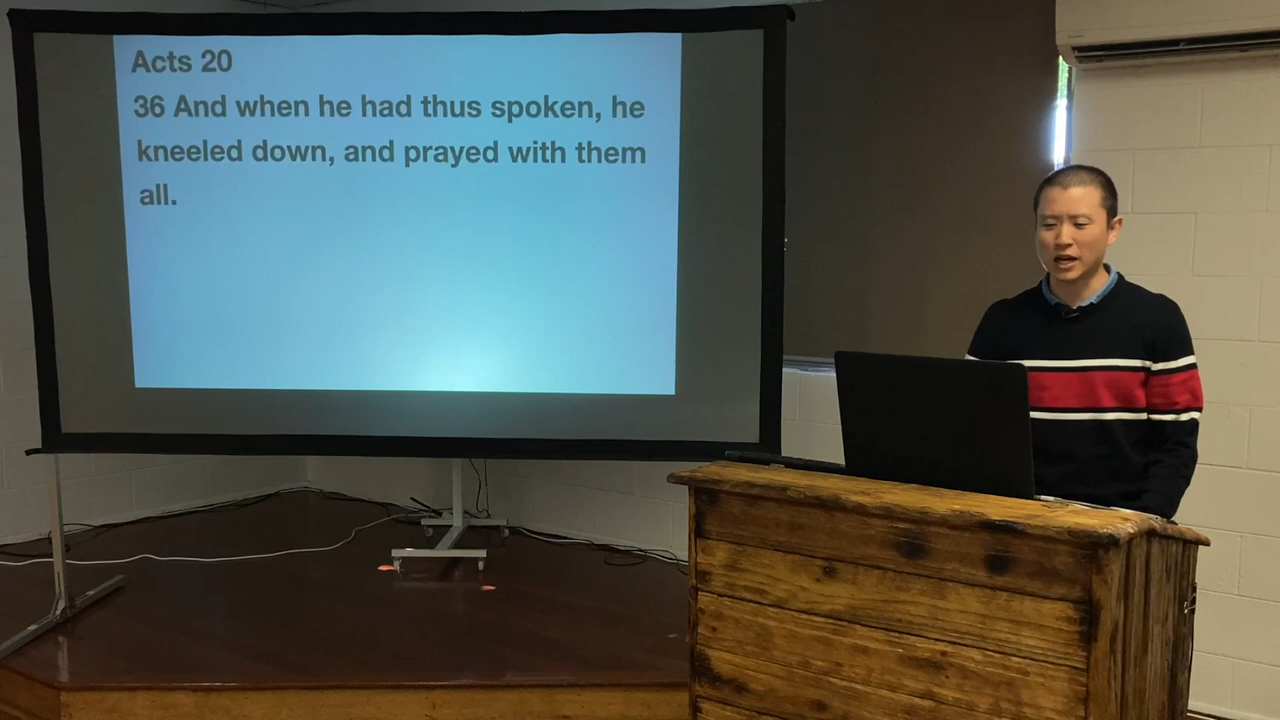 Acts 20
36 And when he had thus spoken, he
kneeled down, and prayed with them
all.